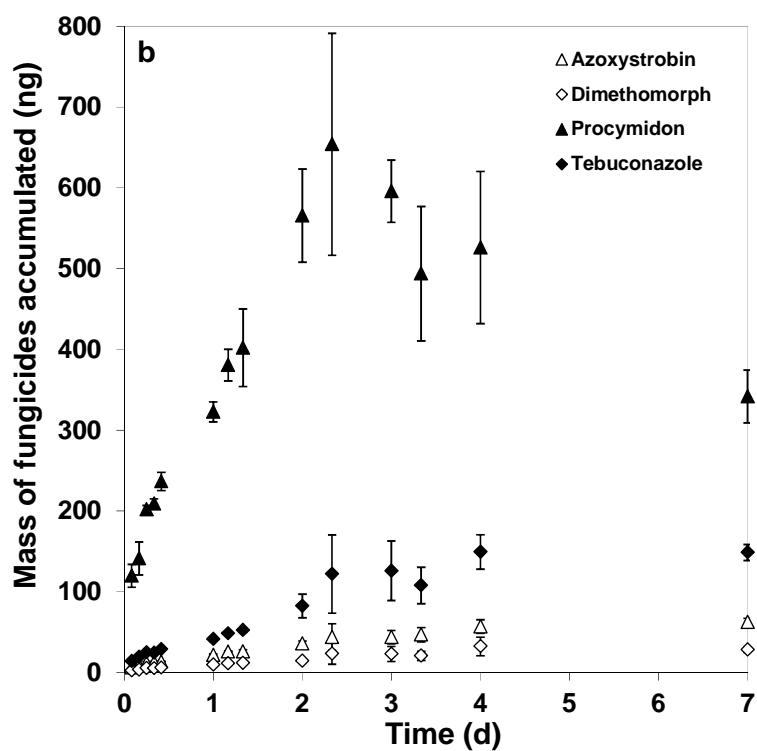 b
Azoxystrobin
Dimethomorph
Procymidon
Tebuconazole
Mass of fungicides accumulated (ng)
800
700
600
500
400
300
200
100
0
0 1 2 3 4 5 6 7
Time (d)